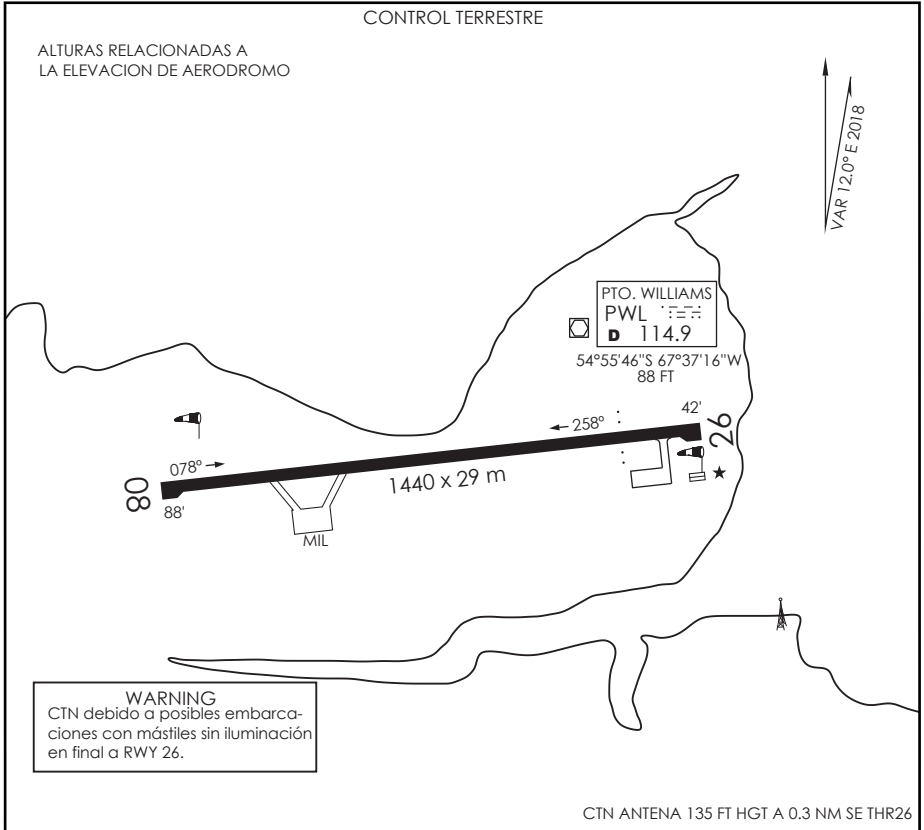 CONTROL TERRESTRE
ALTURAS RELACIONADAS A
LA ELEVACION DE AERODROMO
VAR 12.0° E 2018
PTO. WILLIAMS
PWL
D 114.9
54°55'46"S 67°37'16"W
88 FT
42'
26
258°
078°
1440 x 29 m
08
88'
MIL
WARNING
CTN debido a posibles embarca-
ciones con mástiles sin iluminación
en final a RWY 26.
CTN ANTENA 135 FT HGT A 0.3 NM SE THR26